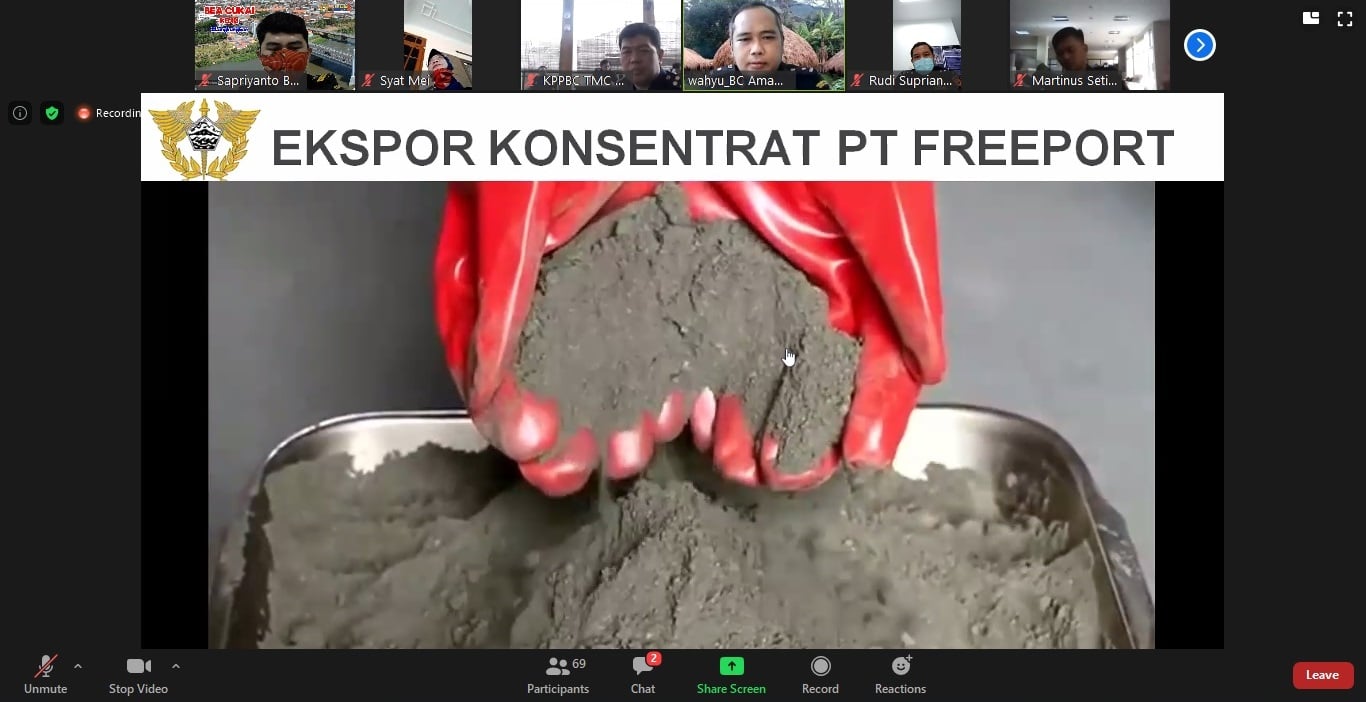 BEA CUKAI
Sapriyanto B...
Syat Mei
KPPBC TMC ...
wahyu_BC Ama...
Rudi Suprian...
Martinus Seti...
Recordin
EKSPOR KONSENTRAT PT FREEPORT
Unmute
Stop Video
Participants
69
Chat
2
Share Screen
Record
Reactions
Leave